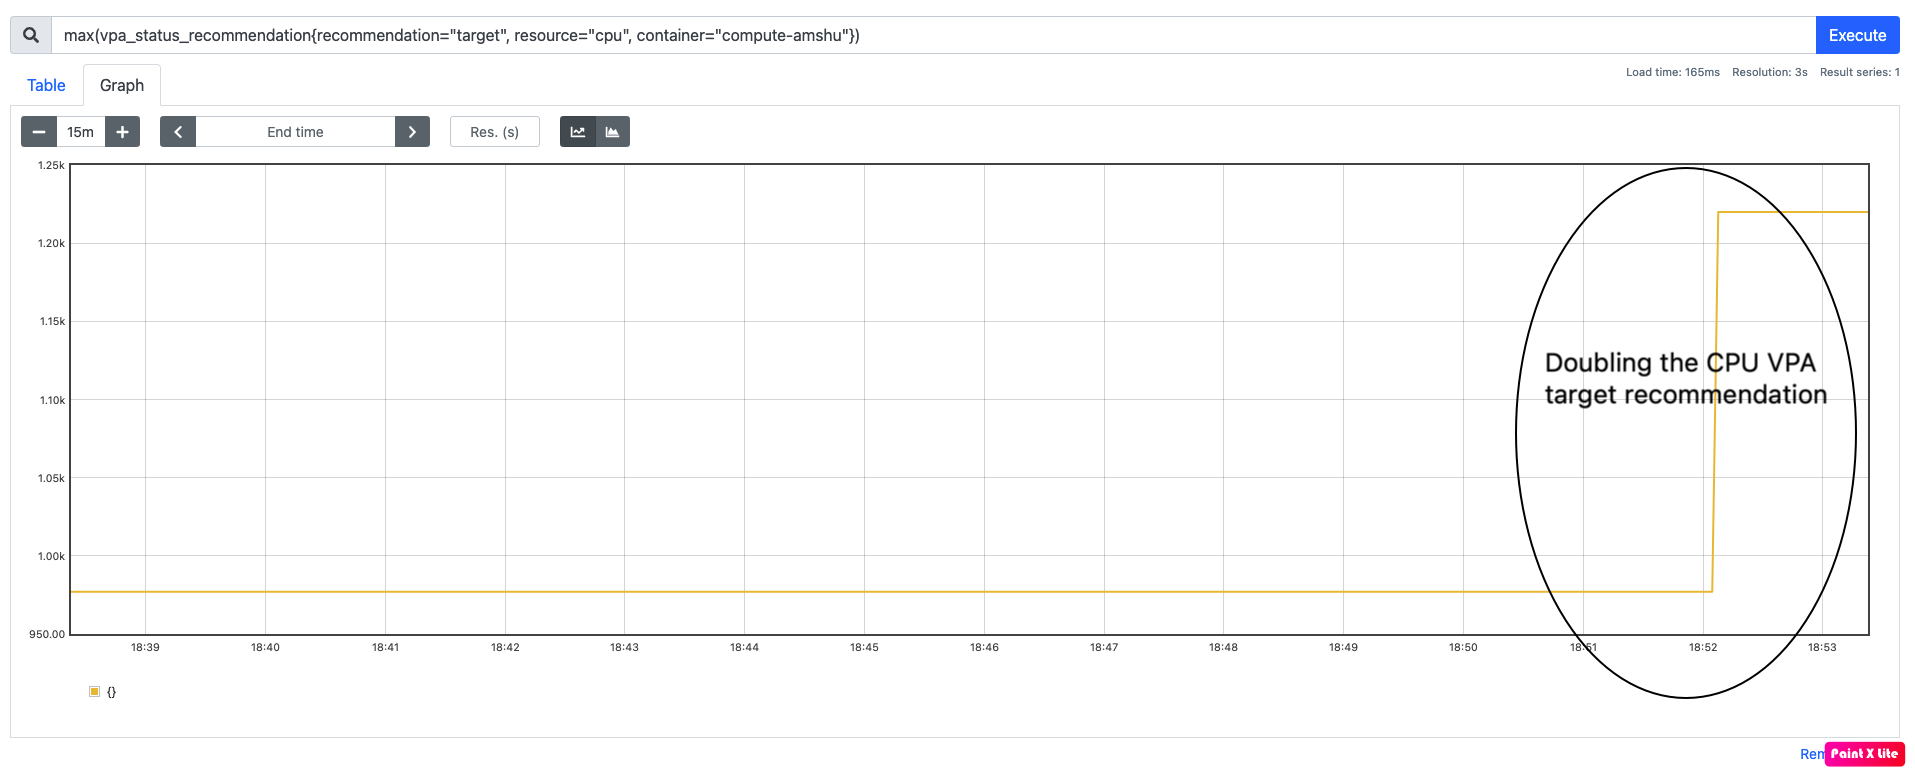 max(vpa_status_recommendation{recommendation="target", resource="cpu", container="compute-amshu"})
Execute
Load time: 165ms Resolution: 3s Result series: 1
Table
Graph
15m
End time
Res. (s)
1.25k
1.20k
1.15k
1.10k
1.05k
1.00k
950.00
Doubling the CPU VPA
target recommendation
18:39 18:40 18:41 18:42 18:43 18:44 18:45 18:46 18:47 18:48 18:49 18:50 18:51 18:52 18:53
{}
Paint X Lite